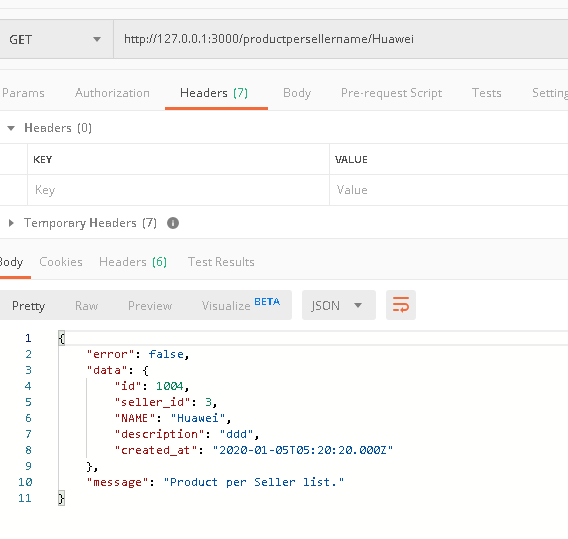 GET http://127.0.0.1:3000/productpersellername/Huawei
Params Authorization Headers (7) Body Pre-request Script Tests Setting
Headers (0)
KEY VALUE
Key Value
Temporary Headers (7) i
Body Cookies Headers (6) Test Results
Pretty Raw Preview Visualize BETA JSON
1 {
2 "error": false,
3 "data": {
4 "id": 1004,
5 "seller_id": 3,
6 "NAME": "Huawei",
7 "description": "ddd",
8 "created_at": "2020-01-05T05:20:20.000Z"
9 },
10 "message": "Product per Seller list."
11 }